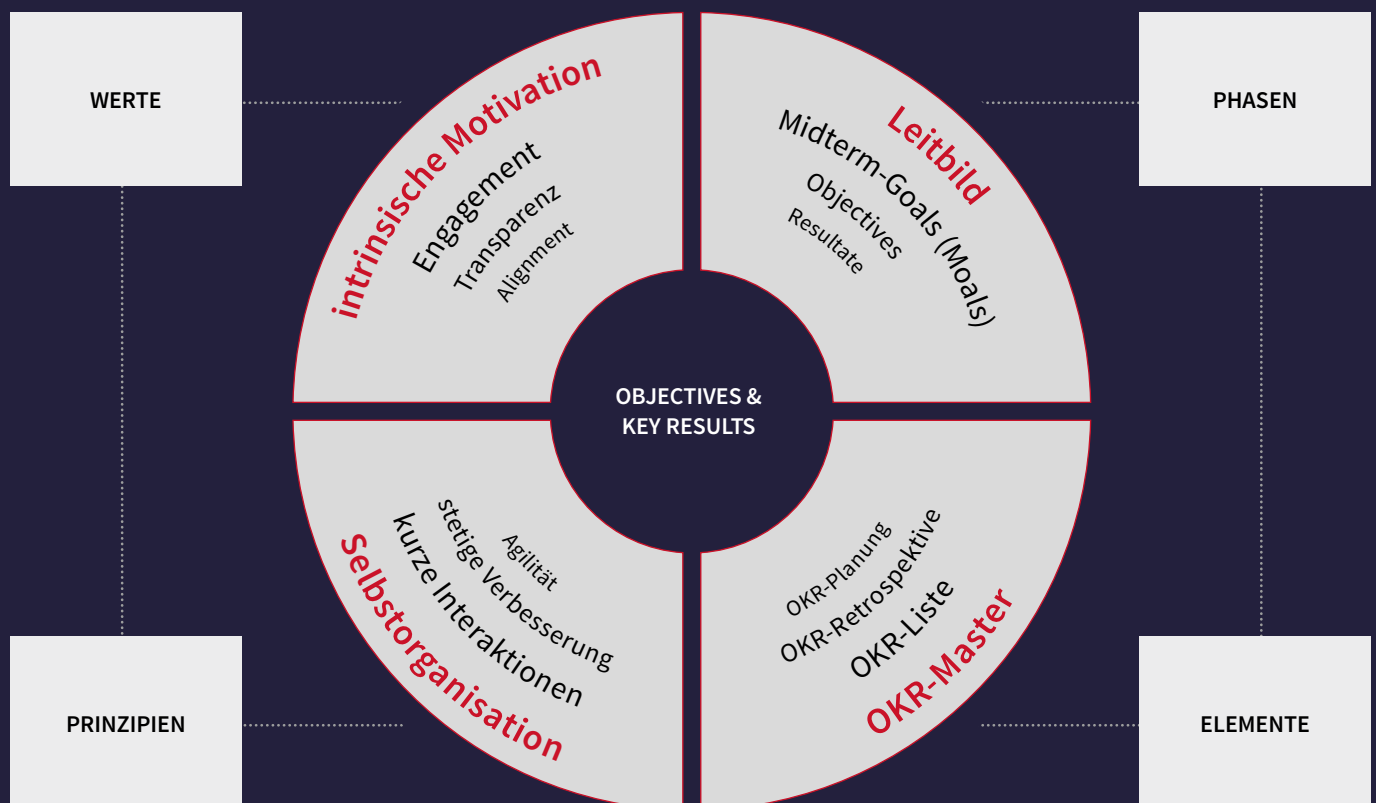 WERTE
intrinsische Motivation
Engagement
Transparenz
Alignment
PHASEN
Leitbild
Midterm-Goals (Moals)
Objectives
Resultate
OBJECTIVES &
KEY RESULTS
PRINZIPIEN
Agilität
stetige Verbesserung
kurze Interaktionen
Selbstorganisation
ELEMENTE
OKR-Planung
OKR-Retrospektive
OKR-Liste
OKR-Master